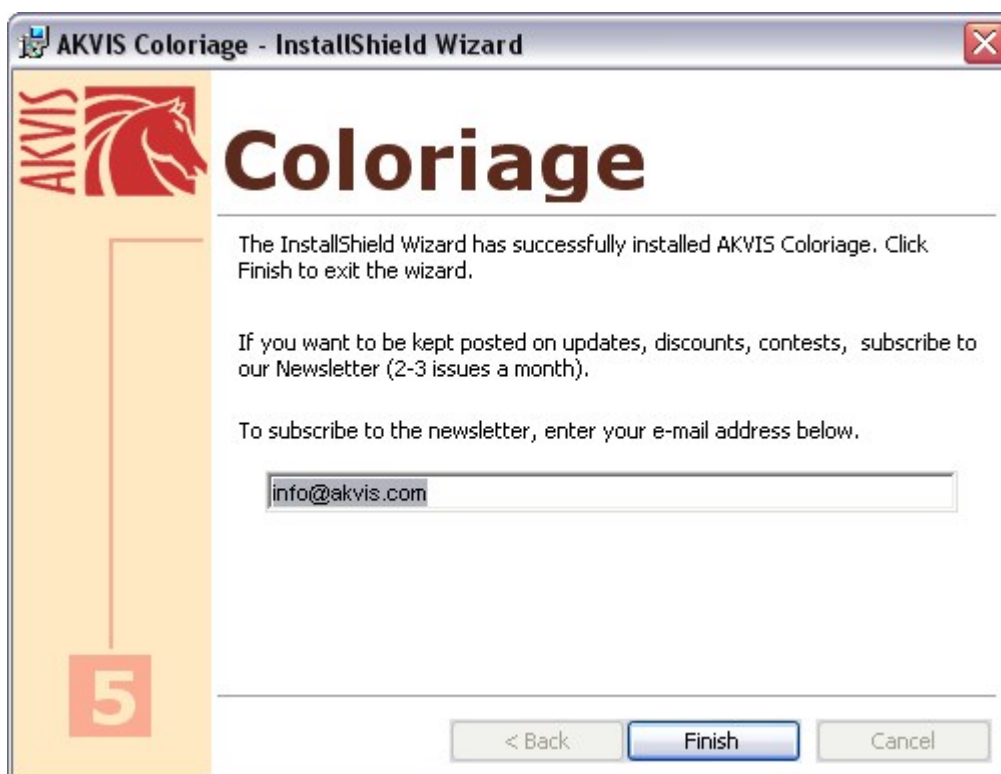 AKVIS Coloriage - InstallShield Wizard
AKVIS
Coloriage
The InstallShield Wizard has successfully installed AKVIS Coloriage. Click
Finish to exit the wizard.
If you want to be kept posted on updates, discounts, contests,  subscribe to
our Newsletter (2-3 issues a month).
To subscribe to the newsletter, enter your e-mail address below.
info@akvis.com
5
< Back
Finish
Cancel